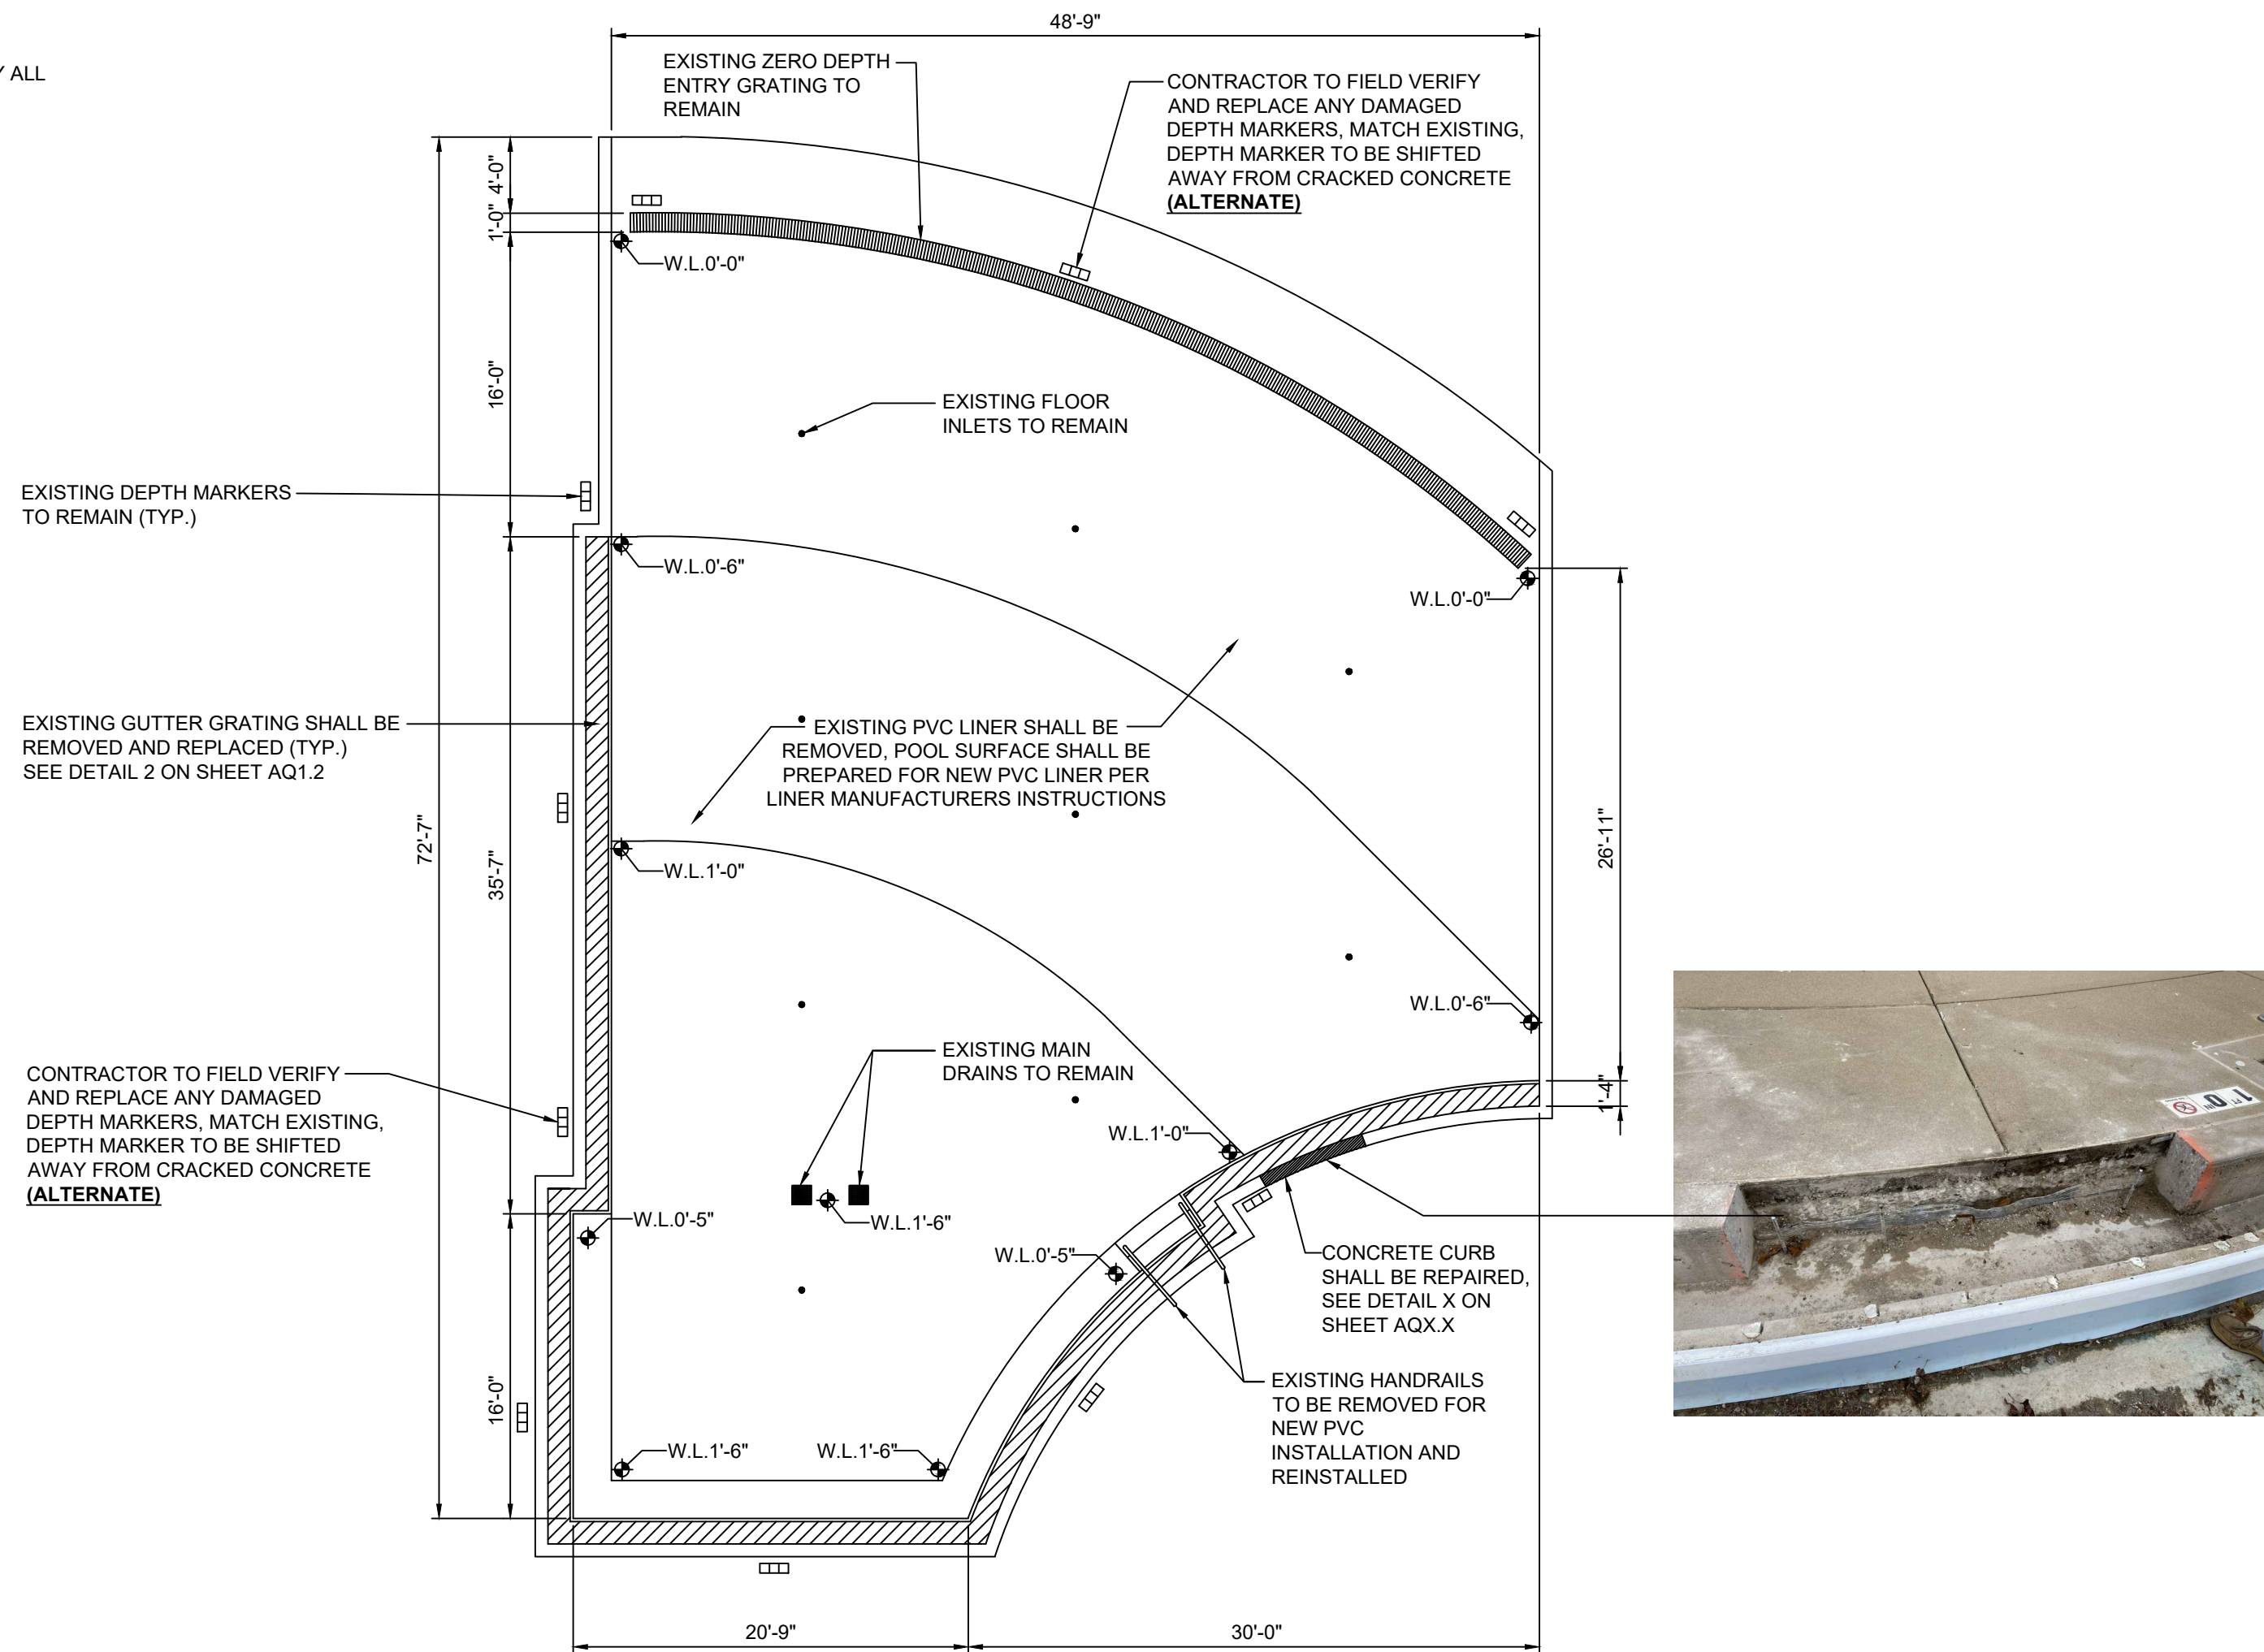 48'-9"
Y ALL
EXISTING ZERO DEPTH
ENTRY GRATING TO
REMAIN
CONTRACTOR TO FIELD VERIFY
AND REPLACE ANY DAMAGED
DEPTH MARKERS, MATCH EXISTING,
DEPTH MARKER TO BE SHIFTED
AWAY FROM CRACKED CONCRETE
(ALTERNATE)
4'-0"
1'-0"
W.L.0'-0"
16'-0"
EXISTING FLOOR
INLETS TO REMAIN
EXISTING DEPTH MARKERS
TO REMAIN (TYP.)
W.L.0'-6"
W.L.0'-0"
EXISTING GUTTER GRATING SHALL BE
REMOVED AND REPLACED (TYP.)
SEE DETAIL 2 ON SHEET AQ1.2
EXISTING PVC LINER SHALL BE
REMOVED, POOL SURFACE SHALL BE
PREPARED FOR NEW PVC LINER PER
LINER MANUFACTURERS INSTRUCTIONS
72'-7"
35'-7"
26'-11"
W.L.1'-0"
W.L.0'-6"
EXISTING MAIN
DRAINS TO REMAIN
CONTRACTOR TO FIELD VERIFY
AND REPLACE ANY DAMAGED
DEPTH MARKERS, MATCH EXISTING,
DEPTH MARKER TO BE SHIFTED
AWAY FROM CRACKED CONCRETE
(ALTERNATE)
1'-4"
1 FT 0 IN
W.L.1'-0"
W.L.0'-5"
W.L.1'-6"
W.L.0'-5"
CONCRETE CURB
SHALL BE REPAIRED,
SEE DETAIL X ON
SHEET AQX.X
16'-0"
EXISTING HANDRAILS
TO BE REMOVED FOR
NEW PVC
INSTALLATION AND
REINSTALLED
W.L.1'-6"
W.L.1'-6"
20'-9"
30'-0"